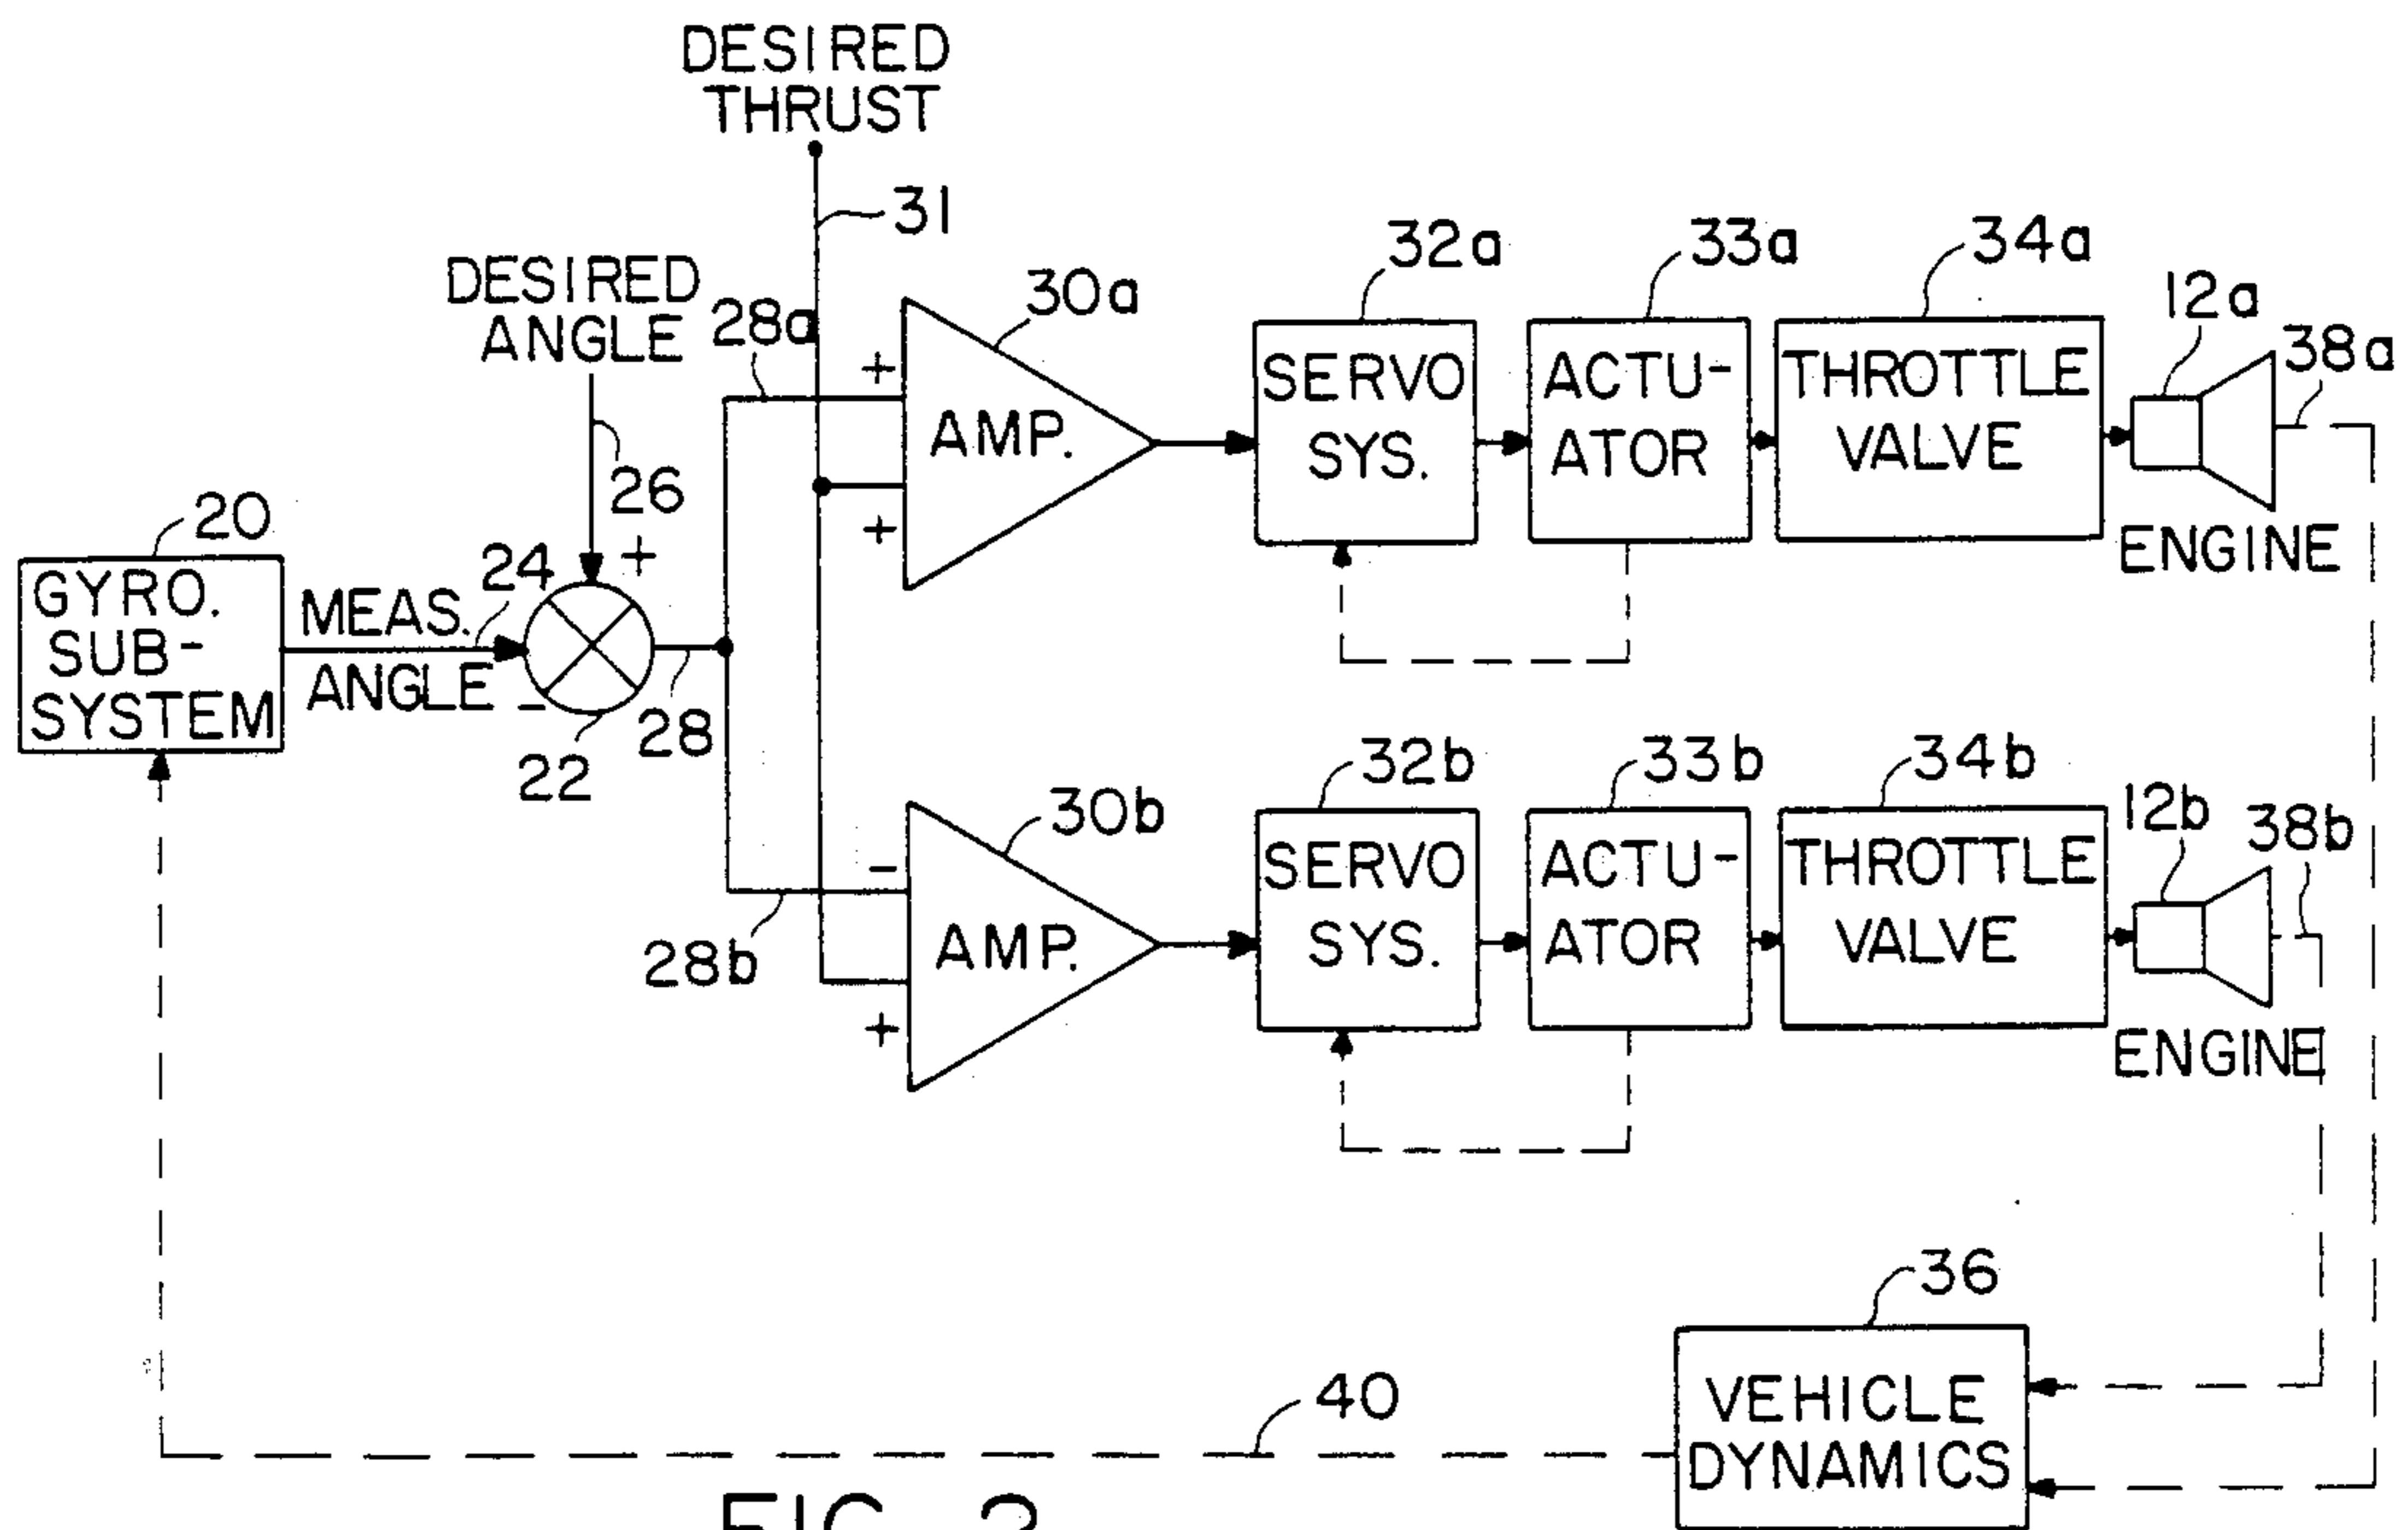 DESIRED
THRUST
31
DESIRED
ANGLE
28a
30a
32a
33a
34a
12a
38a
+
AMP.
+
SERVO
SYS.
ACTU-
ATOR
THROTTLE
VALVE
ENGINE
26
+
20
GYRO.
SUB-
SYSTEM
MEAS.
ANGLE
24
-
22
28
28b
30b
32b
33b
34b
12b
38b
-
AMP.
+
SERVO
SYS.
ACTU-
ATOR
THROTTLE
VALVE
ENGINE
36
VEHICLE
DYNAMICS
40